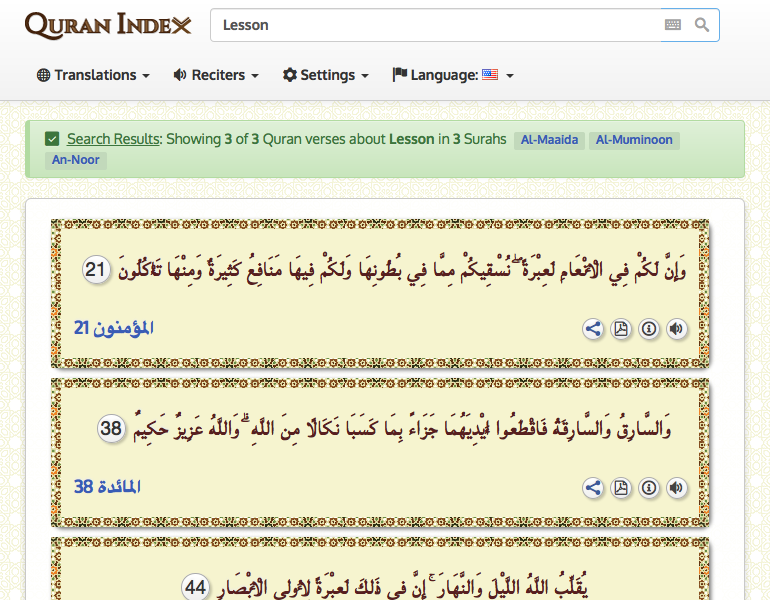 QURAN INDEX
Lesson
Translations Reciters Settings Language:
Search Results: Showing 3 of 3 Quran verses about Lesson in 3 Surahs Al-Maaida Al-Muminoon
An-Noor
وَإِنَّ لَكُمْ فِي الْأَنْعَامِ لَعِبْرَةً ۖ نُسْقِيكُمْ مِمَّا فِي بُطُونِهَا وَلَكُمْ فِيهَا مَنَافِعُ كَثِيرَةٌ وَمِنْهَا تَأْكُلُونَ 21
المؤمنون 21
وَالسَّارِقُ وَالسَّارِقَةُ فَاقْطَعُوا أَيْدِيَهُمَا جَزَاءً بِمَا كَسَبَا نَكَالًا مِنَ اللَّهِ ۗ وَاللَّهُ عَزِيزٌ حَكِيمٌ 38
المائدة 38
يُقَلِّبُ اللَّهُ اللَّيْلَ وَالنَّهَارَ ۚ إِنَّ فِي ذَٰلِكَ لَعِبْرَةً لِأُولِي الْأَبْصَارِ 44